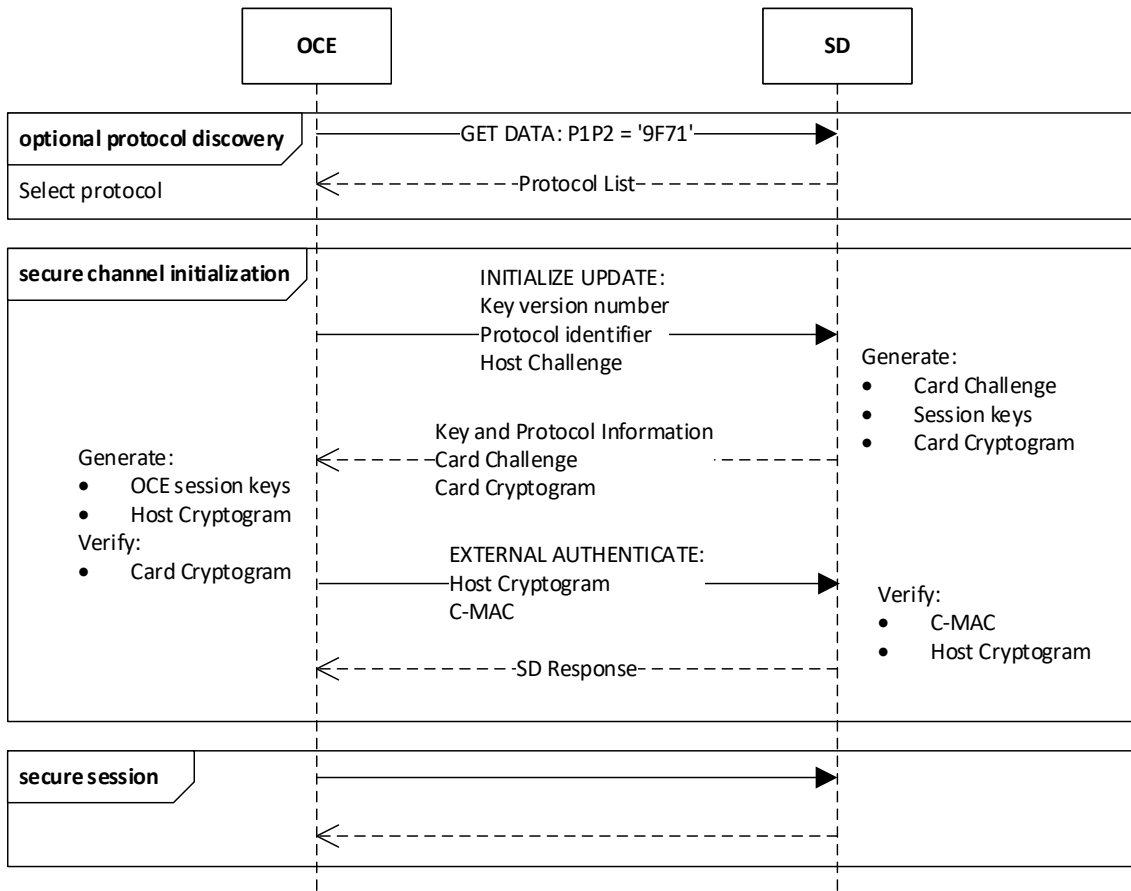 OCE
SD
optional protocol discovery
GET DATA: P1P2 = '9F71'
Select protocol
Protocol List
secure channel initialization
INITIALIZE UPDATE:
Key version number
Protocol identifier
Host Challenge
Generate:
• Card Challenge
• Session keys
• Card Cryptogram
Key and Protocol Information
Card Challenge
Card Cryptogram
Generate:
• OCE session keys
• Host Cryptogram
Verify:
• Card Cryptogram
EXTERNAL AUTHENTICATE:
Host Cryptogram
C-MAC
Verify:
• C-MAC
• Host Cryptogram
SD Response
secure session